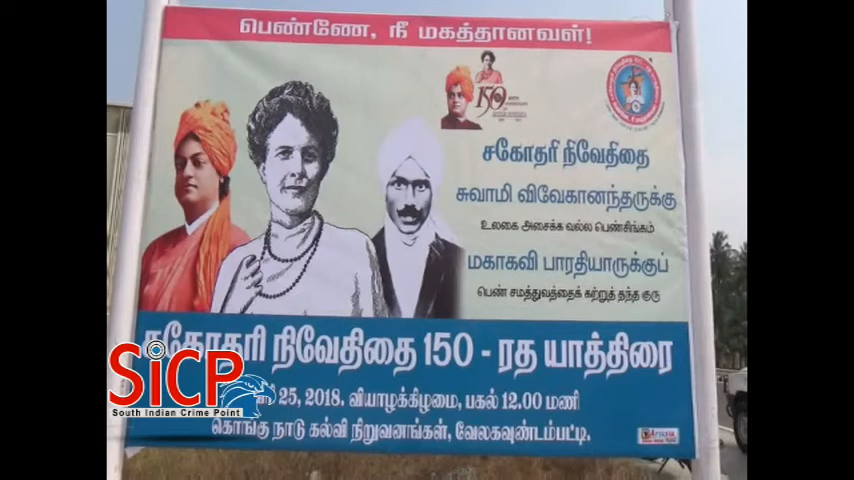 பெண்ணே, நீ மகத்தானவள்!
150
சகோதரி நிவேதிதை
சுவாமி விவேகானந்தருக்கு
உலகை அசைக்க வல்ல பெண்சிங்கம்
மகாகவி பாரதியாருக்குப்
பெண் சமத்துவத்தைக் கற்றுத் தந்த குரு
நிவேதிதை 150 - ரத யாத்திரை
25, 2018. வியாழக்கிழமை, பகல் 12.00 மணி
கொங்கு நாடு கல்வி நிறுவனங்கள், வேலகவுண்டம்பட்டி.
SICP
South Indian Crime Point